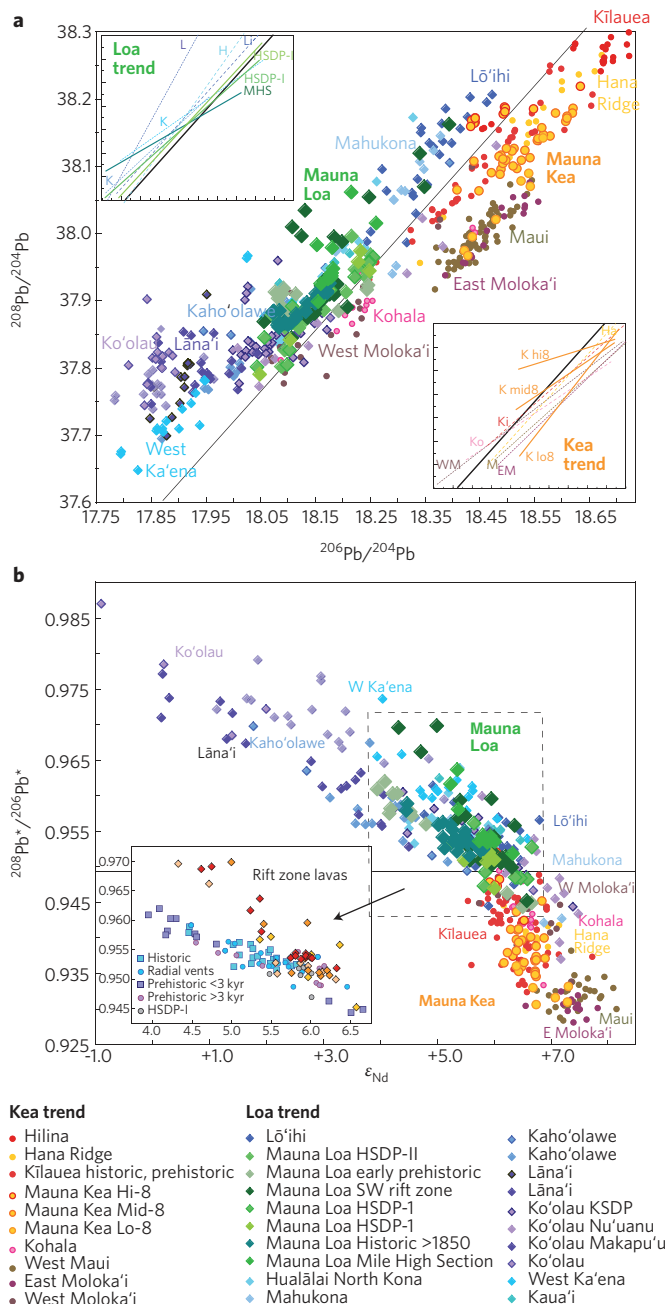 a
38.3
38.2
38.1
38.0
37.9
37.8
37.7
37.6
208Pb/204Pb
17.75
17.85
17.95
18.05
18.15
18.25
18.35
18.45
18.55
18.65
206Pb/204Pb
Loa
trend
L
H
Li
HSDP-I
HSDP-I
MHS
K
K
Kīlauea
Lō‘ihi
Hana
Ridge
Mahukona
Mauna
Loa
Mauna
Kea
Maui
East Moloka‘i
Kaho‘olawe
Ko‘olau
Lāna‘i
Kohala
West Moloka‘i
West
Ka‘ena
K hi8
K mid8
Ki
Ko
WM
M
EM
K lo8
Kea
trend
b
0.985
0.975
0.965
0.955
0.945
0.935
0.925
208Pb*/206Pb*
-1.0
+1.0
+3.0
+5.0
+7.0
εNd
Ko‘olau
W Ka‘ena
Lāna‘i
Kaho‘olawe
Mauna
Loa
Lō‘ihi
Mahukona
W Moloka‘i
Kīlauea
Kohala
Hana
Ridge
Mauna Kea
Maui
E Moloka‘i
0.970
0.965
0.960
0.955
0.950
0.945
4.0
4.5
5.0
5.5
6.0
6.5
Rift zone lavas
Historic
Radial vents
Prehistoric <3 kyr
Prehistoric >3 kyr
HSDP-I
Kea trend
Hilina
Hana Ridge
Kīlauea historic, prehistoric
Mauna Kea Hi-8
Mauna Kea Mid-8
Mauna Kea Lo-8
Kohala
West Maui
East Moloka‘i
West Moloka‘i
Loa trend
Lō‘ihi
Mauna Loa HSDP-II
Mauna Loa early prehistoric
Mauna Loa SW rift zone
Mauna Loa HSDP-1
Mauna Loa HSDP-1
Mauna Loa Historic >1850
Mauna Loa Mile High Section
Hualālai North Kona
Mahukona
Kaho‘olawe
Kaho‘olawe
Lāna‘i
Lāna‘i
Ko‘olau KSDP
Ko‘olau Nu‘uanu
Ko‘olau Makapu‘u
Ko‘olau
West Ka‘ena
Kaua‘i